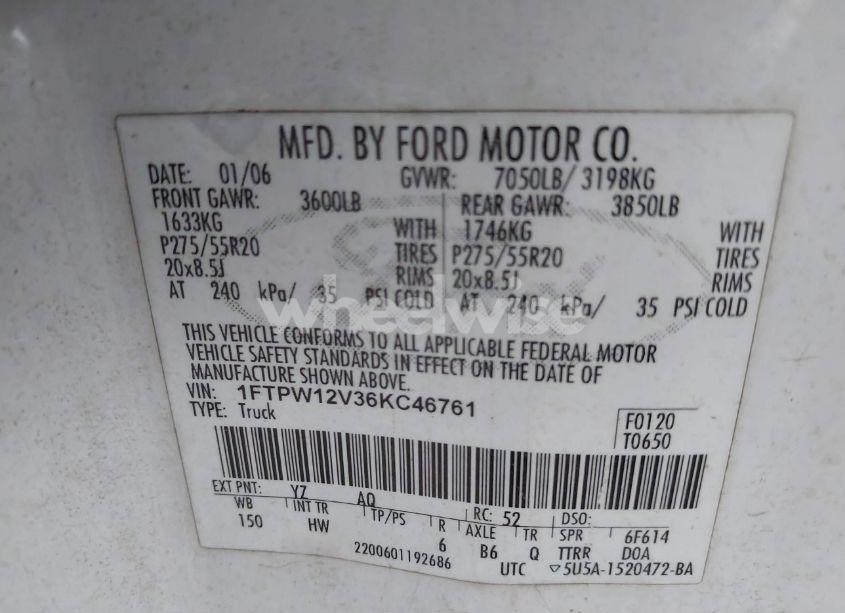 MFD. BY FORD MOTOR CO.
DATE: 01/06 GVWR: 7050LB/ 3198KG
FRONT GAWR: 3600LB REAR GAWR: 3850LB
1633KG WITH 1746KG WITH
P275/55R20 TIRES P275/55R20 TIRES
20x8.5J RIMS 20x8.5J RIMS
AT 240 kPa/ 35 PSI COLD AT 240 kPa/ 35 PSI COLD
wheelwise
THIS VEHICLE CONFORMS TO ALL APPLICABLE FEDERAL MOTOR
VEHICLE SAFETY STANDARDS IN EFFECT ON THE DATE OF
MANUFACTURE SHOWN ABOVE.
VIN: 1FTPW12V36KC46761
TYPE: Truck
F0120
T0650
EXT PNT: YZ AQ RC: 52 DSO:
WB INT TR TP/PS R AXLE TR SPR 6F614
150 HW 6 B6 Q TTRR D0A
2200601192686 UTC ▽5U5A-1520472-BA